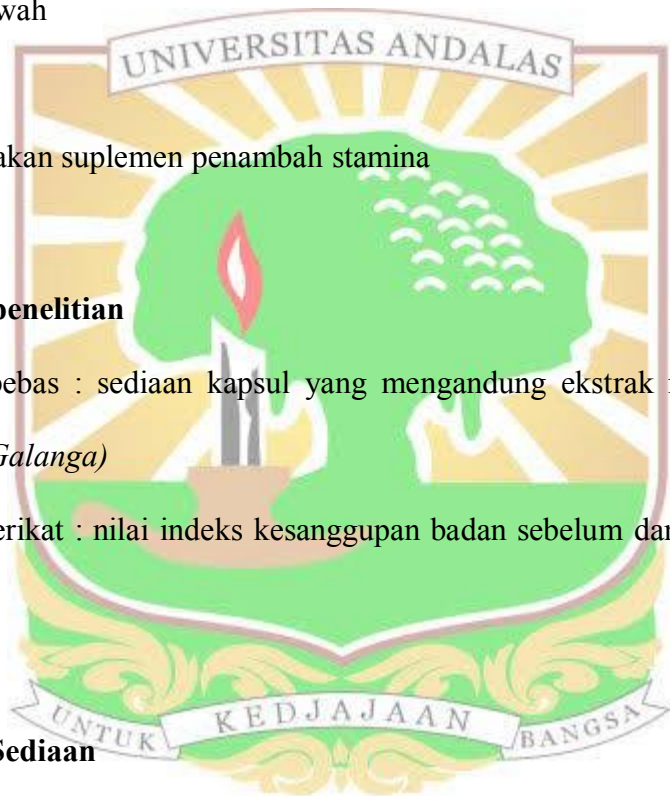 wah
UNIVERSITAS ANDALAS
akan suplemen penambah stamina
penelitian
bebas : sediaan kapsul yang mengandung ekstrak
Galanga)
erikat : nilai indeks kesanggupan badan sebelum dan
UNTUK KEDJAJAAN BANGSA
Sediaan